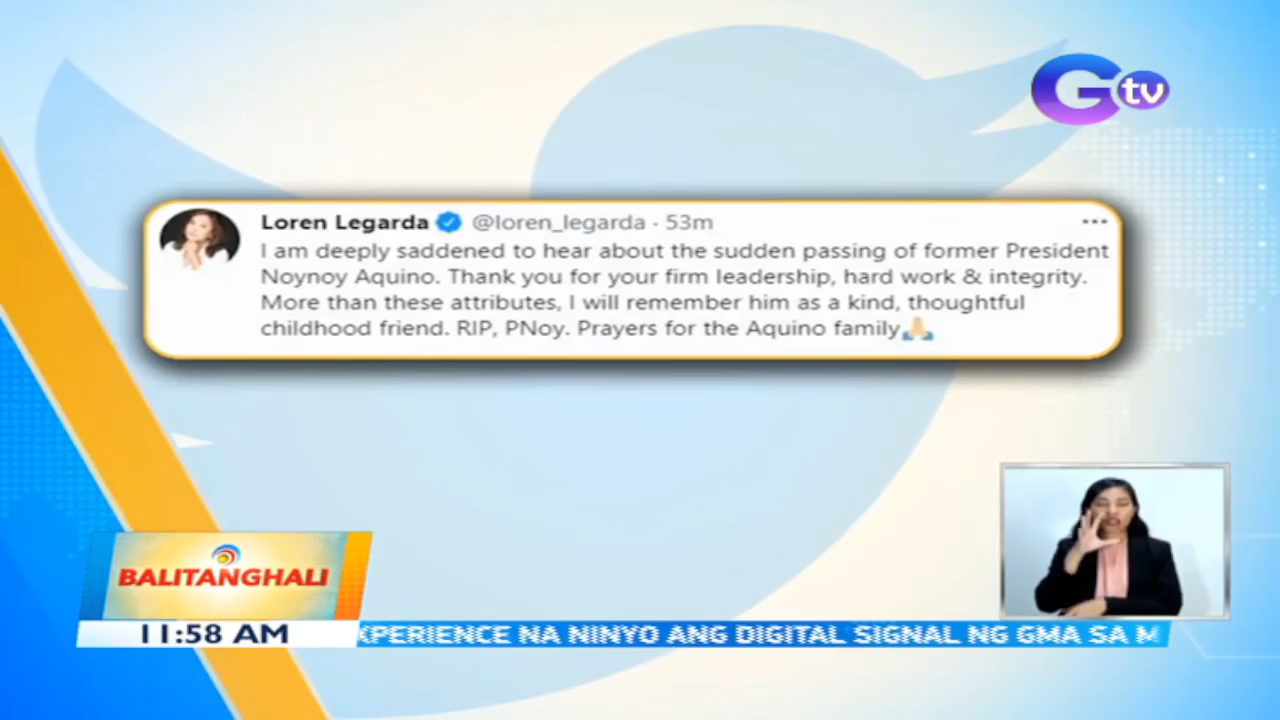 G tv
Loren Legarda @loren_legarda · 53m
I am deeply saddened to hear about the sudden passing of former President
Noynoy Aquino. Thank you for your firm leadership, hard work & integrity.
More than these attributes, I will remember him as a kind, thoughtful
childhood friend. RIP, PNoy. Prayers for the Aquino family🙏
BALITANGHALI
11:58 AM
XPERIENCE NA NINYO ANG DIGITAL SIGNAL NG GMA SA M